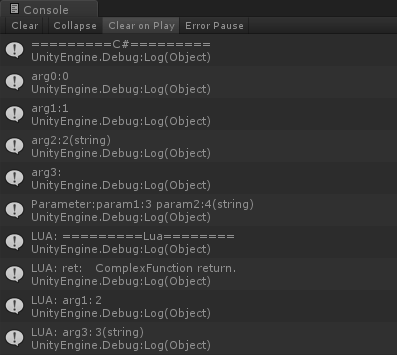 Console
Clear Collapse Clear on Play Error Pause
=========C#=========
UnityEngine.Debug:Log(Object)
arg0:0
UnityEngine.Debug:Log(Object)
arg1:1
UnityEngine.Debug:Log(Object)
arg2:2(string)
UnityEngine.Debug:Log(Object)
arg3:
UnityEngine.Debug:Log(Object)
Parameter:param1:3 param2:4(string)
UnityEngine.Debug:Log(Object)
LUA: =========Lua========
UnityEngine.Debug:Log(Object)
LUA: ret: ComplexFunction return.
UnityEngine.Debug:Log(Object)
LUA: arg1: 2
UnityEngine.Debug:Log(Object)
LUA: arg3: 3(string)
UnityEngine.Debug:Log(Object)